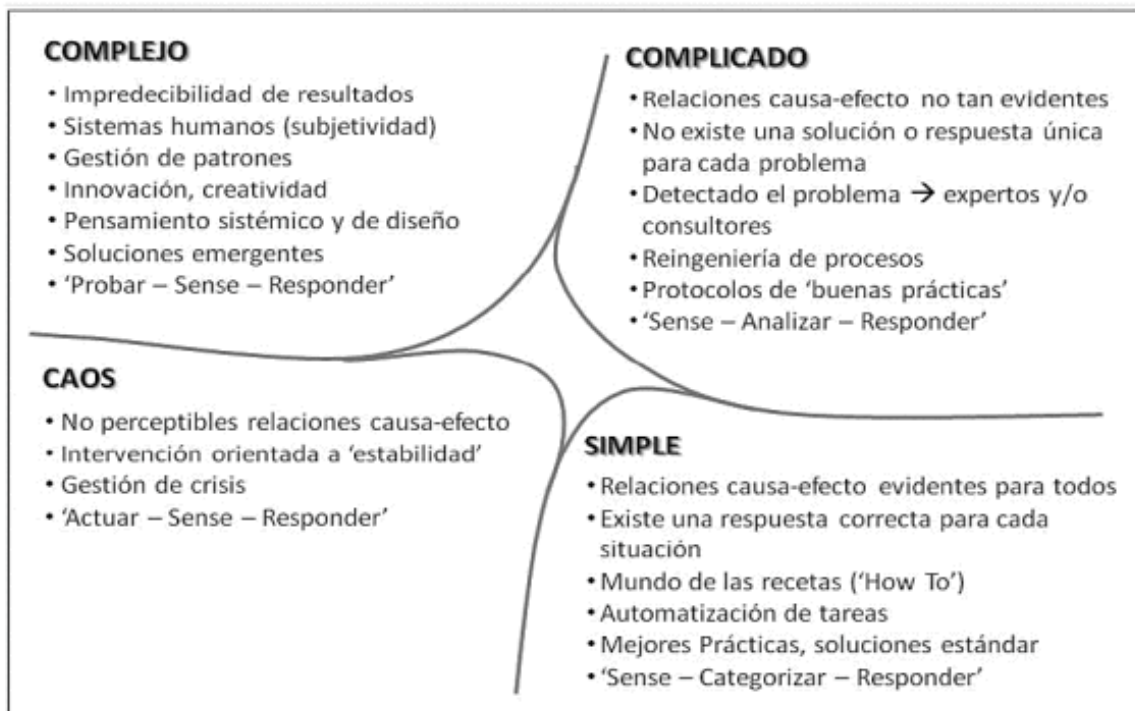 COMPLEJO
• Impredecibilidad de resultados
• Sistemas humanos (subjetividad)
• Gestión de patrones
• Innovación, creatividad
• Pensamiento sistémico y de diseño
• Soluciones emergentes
• ‘Probar – Sense – Responder’
COMPLICADO
• Relaciones causa-efecto no tan evidentes
• No existe una solución o respuesta única
para cada problema
• Detectado el problema → expertos y/o
consultores
• Reingeniería de procesos
• Protocolos de ‘buenas prácticas’
• ‘Sense – Analizar – Responder’
CAOS
• No perceptibles relaciones causa-efecto
• Intervención orientada a ‘estabilidad’
• Gestión de crisis
• ‘Actuar – Sense – Responder’
SIMPLE
• Relaciones causa-efecto evidentes para todos
• Existe una respuesta correcta para cada
situación
• Mundo de las recetas (‘How To’)
• Automatización de tareas
• Mejores Prácticas, soluciones estándar
• ‘Sense – Categorizar – Responder’